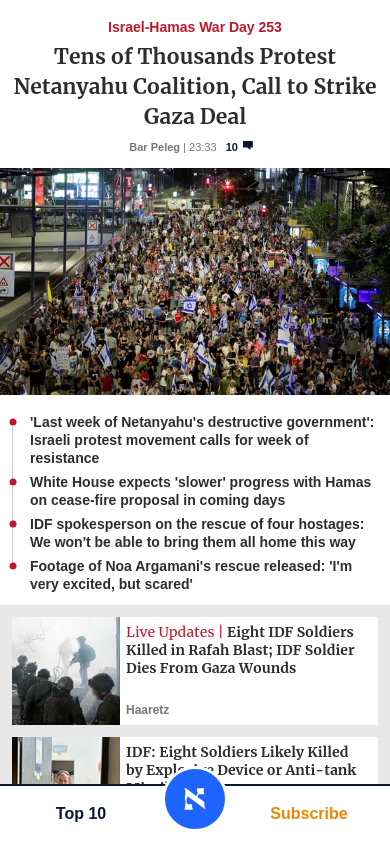 Israel-Hamas War Day 253
Tens of Thousands Protest
Netanyahu Coalition, Call to Strike
Gaza Deal
Bar Peleg | 23:33 10
'Last week of Netanyahu's destructive government':
Israeli protest movement calls for week of
resistance
White House expects 'slower' progress with Hamas
on cease-fire proposal in coming days
IDF spokesperson on the rescue of four hostages:
We won't be able to bring them all home this way
Footage of Noa Argamani's rescue released: 'I'm
very excited, but scared'
Live Updates | Eight IDF Soldiers
Killed in Rafah Blast; IDF Soldier
Dies From Gaza Wounds
Haaretz
IDF: Eight Soldiers Likely Killed
by Explosive Device or Anti-tank
Top 10
Subscribe